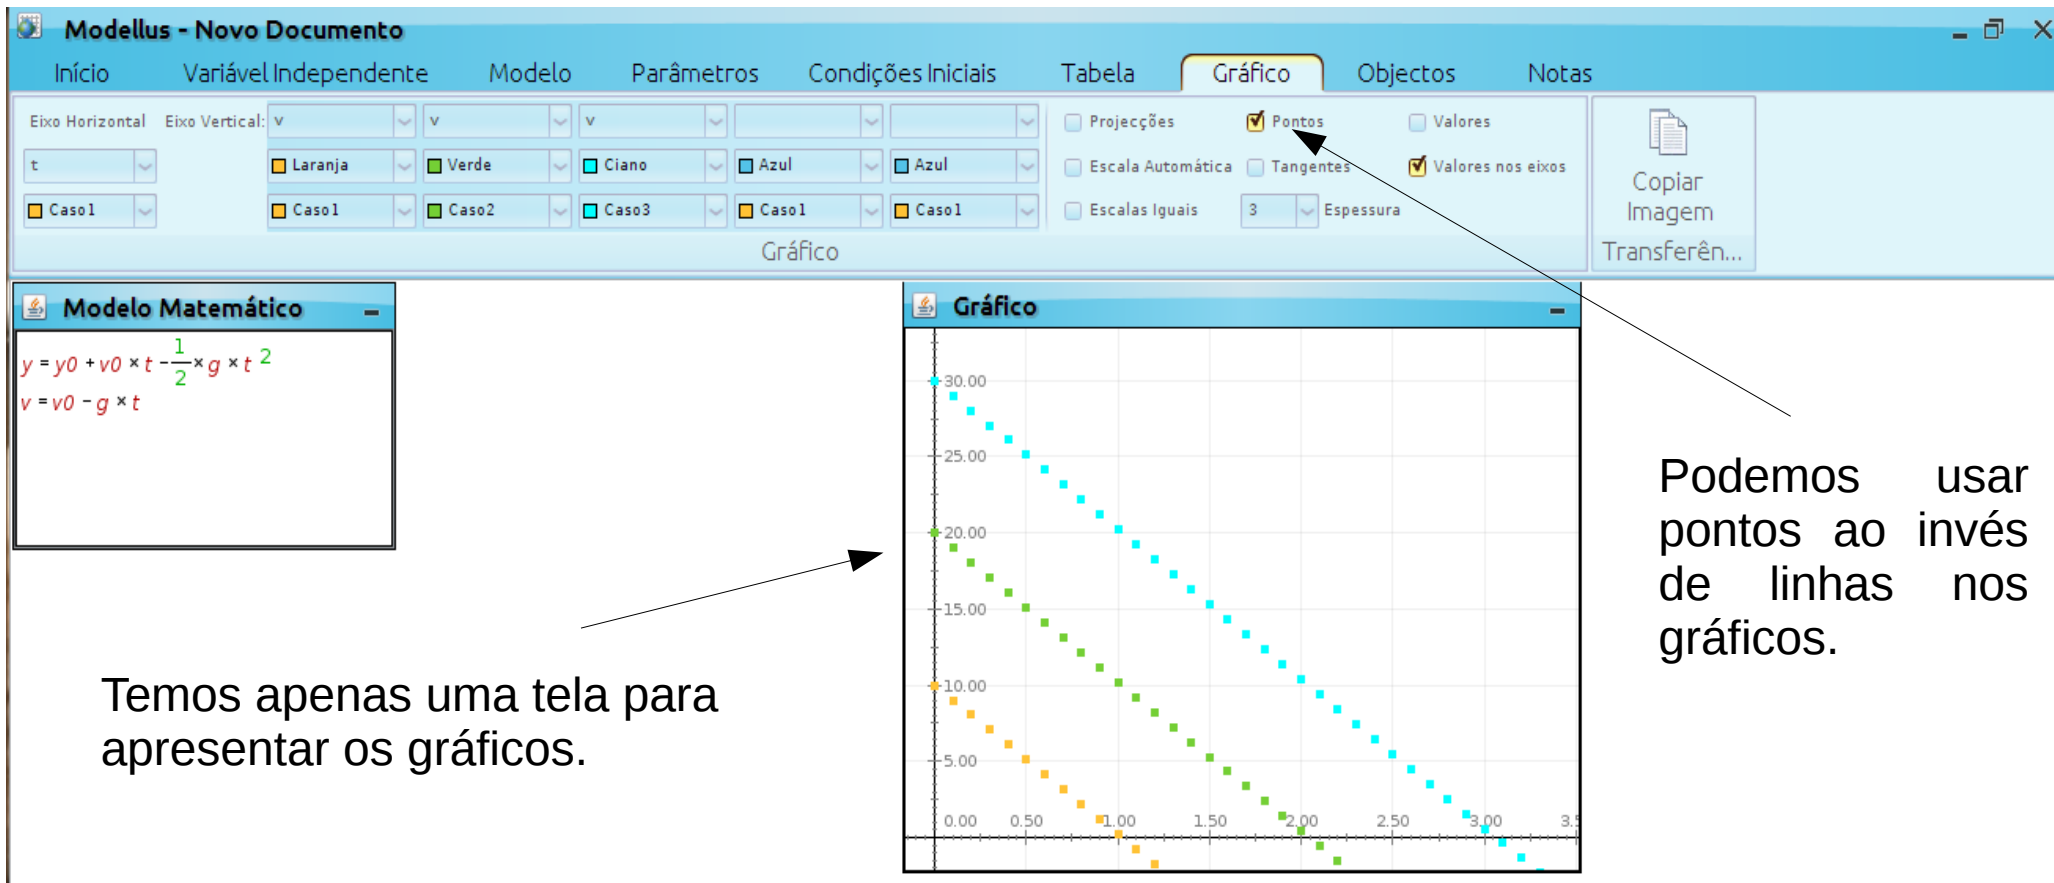 Modellus - Novo Documento
Início Variável Independente Modelo Parâmetros Condições Iniciais Tabela Gráfico Objectos Notas
Eixo Horizontal Eixo Vertical: v v v Projecções Pontos Valores
t Laranja Verde Ciano Azul Azul Escala Automática Tangentes Valores nos eixos
Caso1 Caso1 Caso2 Caso3 Caso1 Caso1 Escalas Iguais 3 Espessura
Copiar
Imagem
Gráfico
Transferên...
Modelo Matemático
y = y0 + v0 × t - 1/2 × g × t 2
v = v0 - g × t
Gráfico
30.00
25.00
20.00
15.00
10.00
5.00
0.00 0.50 1.00 1.50 2.00 2.50 3.00 3.5
Podemos usar
pontos ao invés
de linhas nos
gráficos.
Temos apenas uma tela para
apresentar os gráficos.